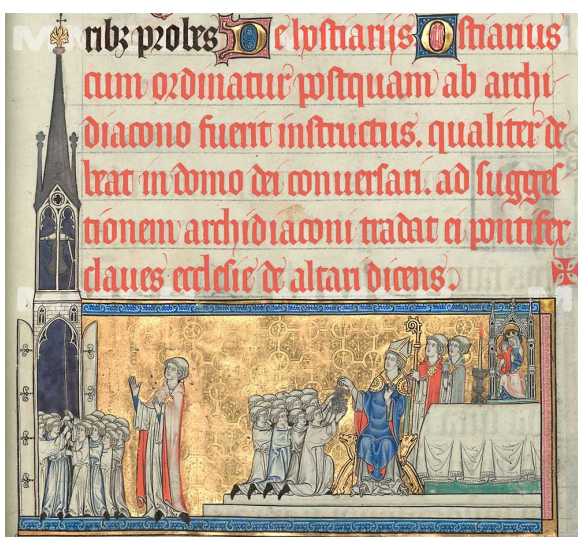 ribz proles De hostiarijs Ostiarius
cum ordinatur postquam ab archi-
diacono fuerit instructus. qualiter de
beat in domo dei conuersari. ad sugges
tionem archidiaconi tradat ei pontifex
claues ecclesie de altari dicens.